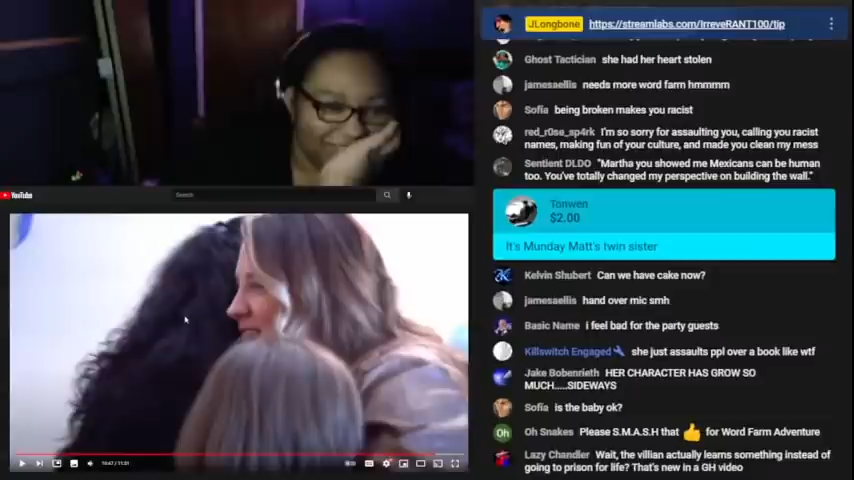 JLongbone https://streamlabs.com/IrreveRANT100/tip
Ghost Tactician she had her heart stolen
jamesaellis needs more word farm hmmmm
Sofía being broken makes you racist
red_r0se_sp4rk I'm so sorry for assaulting you, calling you racist
names, making fun of your culture, and made you clean my mess
Sentient DLDO "Martha you showed me Mexicans can be human
too. You've totally changed my perspective on building the wall."
YouTube
Search
Tonwen
$2.00
It's Munday Matt's twin sister
Kelvin Shubert Can we have cake now?
jamesaellis hand over mic smh
Basic Name i feel bad for the party guests
Killswitch Engaged she just assaults ppl over a book like wtf
Jake Bobenrieth HER CHARACTER HAS GROW SO
MUCH.....SIDEWAYS
Sofía is the baby ok?
Oh Oh Snakes Please S.M.A.S.H that 👍 for Word Farm Adventure
Lazy Chandler Wait, the villian actually learns something instead of
going to prison for life? That's new in a GH video